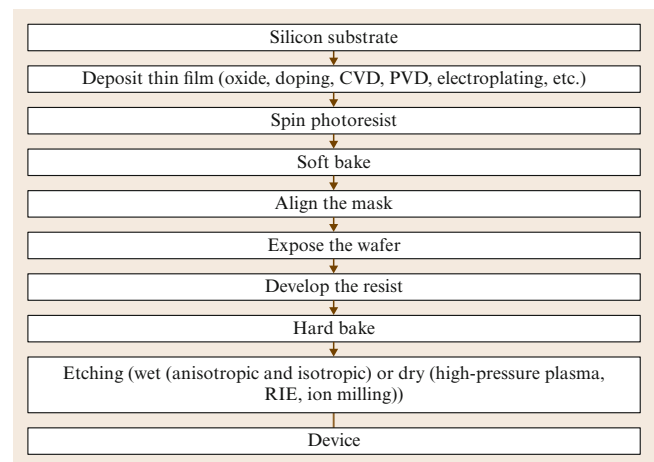 Silicon substrate
Deposit thin film (oxide, doping, CVD, PVD, electroplating, etc.)
Spin photoresist
Soft bake
Align the mask
Expose the wafer
Develop the resist
Hard bake
Etching (wet (anisotropic and isotropic) or dry (high-pressure plasma,
RIE, ion milling))
Device